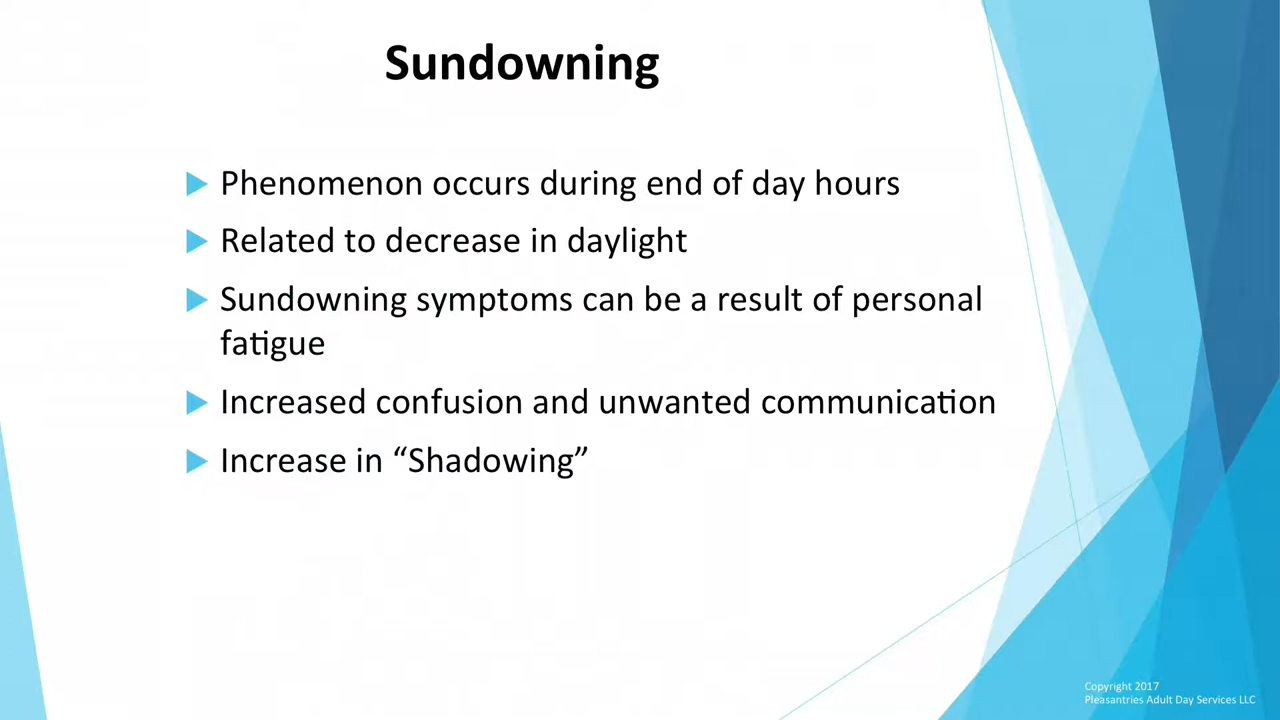 Sundowning
Phenomenon occurs during end of day hours
Related to decrease in daylight
Sundowning symptoms can be a result of personal
fatigue
Increased confusion and unwanted communication
Increase in “Shadowing”
Copyright 2017
Pleasantries Adult Day Services LLC